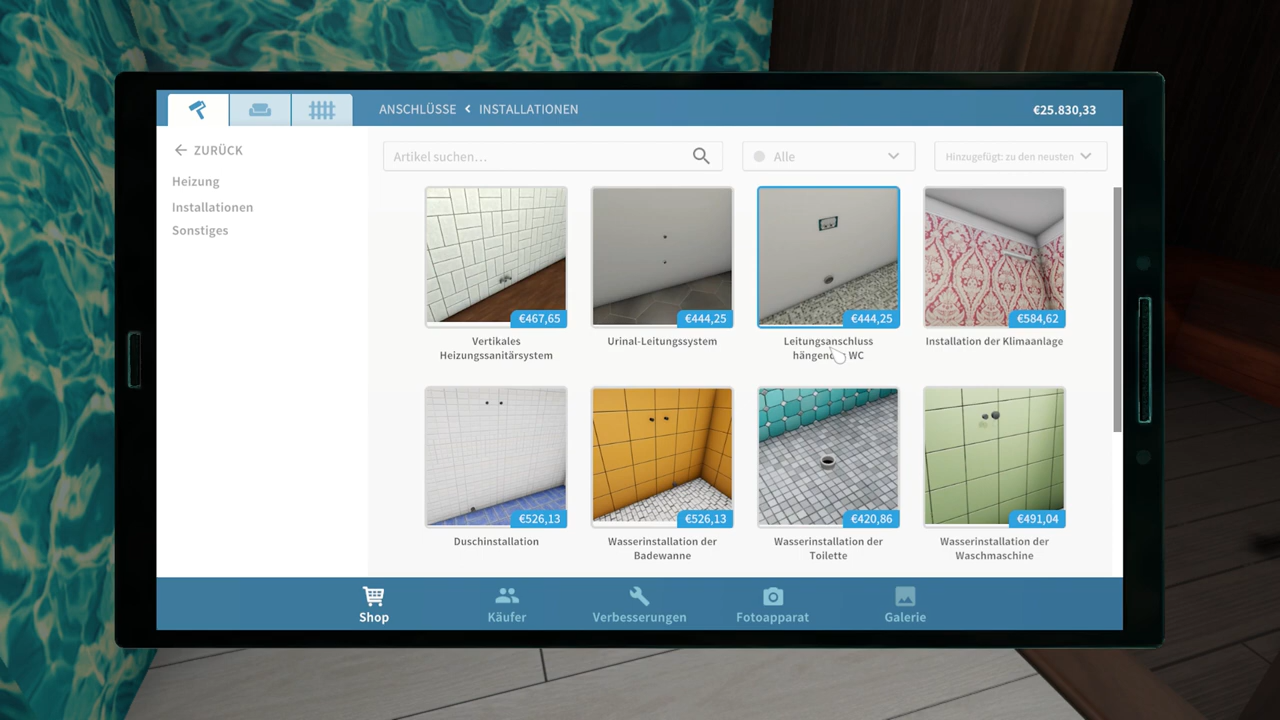 ANSCHLÜSSE < INSTALLATIONEN
€25.830,33
ZURÜCK
Heizung
Installationen
Sonstiges
Artikel suchen...
Alle
Hinzugefügt: zu den neusten
€467,65
€444,25
€444,25
€584,62
Vertikales
Heizungssanitärsystem
Urinal-Leitungssystem
Leitungsanschluss
hängendes WC
Installation der Klimaanlage
€526,13
€526,13
€420,86
€491,04
Duschinstallation
Wasserinstallation der
Badewanne
Wasserinstallation der
Toilette
Wasserinstallation der
Waschmaschine
Shop
Käufer
Verbesserungen
Fotoapparat
Galerie